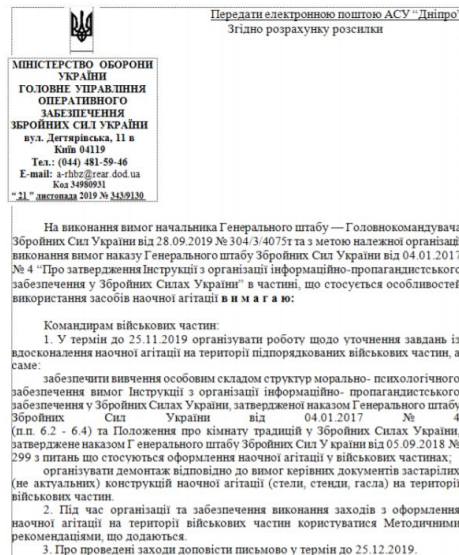 Передати електронною поштою АСУ “Дніпро”
Згідно розрахунку розсилки
МІНІСТЕРСТВО ОБОРОНИ
УКРАЇНИ
ГОЛОВНЕ УПРАВЛІННЯ
ОПЕРАТИВНОГО
ЗАБЕЗПЕЧЕННЯ
ЗБРОЙНИХ СИЛ УКРАЇНИ
вул. Дегтярівська, 11 в
Київ 04119
Тел.: (044) 481-59-46
E-mail: a-rhbz@rear.dod.ua
Код 34980931
“ 21 ” листопада 2019 № 343/9130
На виконання вимог начальника Генерального штабу — Головнокомандувача
Збройних Сил України від 28.09.2019 № 304/3/4075т та з метою належної організаці
виконання вимог наказу Генерального штабу Збройних Сил України від 04.01.2017
№ 4 “Про затвердження Інструкції з організації інформаційно-пропагандистського
забезпечення у Збройних Силах України” в частині, що стосується особливостей
використання засобів наочної агітації в и м а г а ю:
Командирам військових частин:
1. У термін до 25.11.2019 організувати роботу щодо уточнення завдань із
вдосконалення наочної агітації на території підпорядкованих військових частин, а
саме:
забезпечити вивчення особовим складом структур морально- психологічного
забезпечення вимог Інструкції з організації інформаційно- пропагандистського
забезпечення у Збройних Силах України, затвердженої наказом Генерального штабу
Збройних Сил України від 04.01.2017 № 4
(п.п. 6.2 - 6.4) та Положення про кімнату традицій у Збройних Силах України,
затверджене наказом Г енерального штабу Збройних Сил У країни від 05.09.2018 №
299 з питань що стосуються оформлення наочної агітації у військових частинах;
організувати демонтаж відповідно до вимог керівних документів застарілих
(не актуальних) конструкцій наочної агітації (стели, стенди, гасла) на території
військових частин.
2. Під час організації та забезпечення виконання заходів з оформлення
наочної агітації на території військових частин користуватися Методичними
рекомендаціями, що додаються.
3. Про проведені заходи доповісти письмово у термін до 25.12.2019.